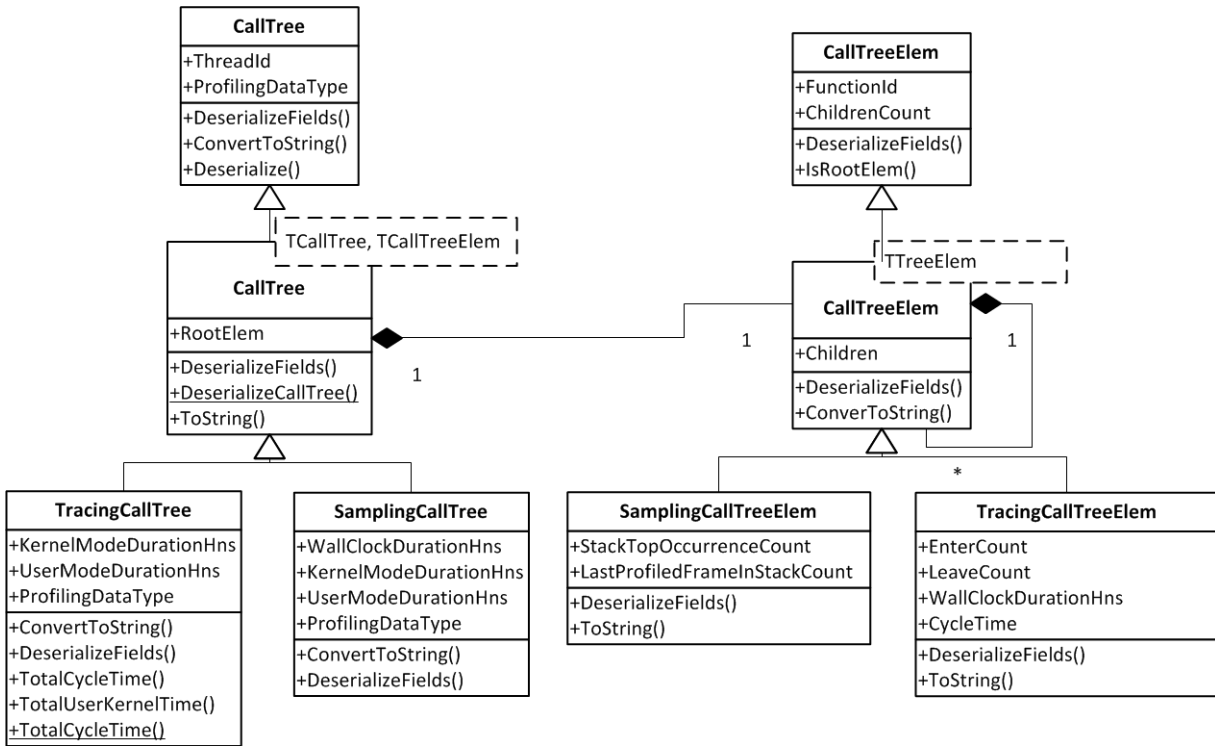 CallTree
+ThreadId
+ProfilingDataType
+DeserializeFields()
+ConvertToString()
+Deserialize()
CallTreeElem
+FunctionId
+ChildrenCount
+DeserializeFields()
+IsRootElem()
TCallTree, TCallTreeElem
CallTree
+RootElem
+DeserializeFields()
+DeserializeCallTree()
+ToString()
1
1
TTreeElem
CallTreeElem
+Children
+DeserializeFields()
+ConverToString()
1
*
TracingCallTree
+KernelModeDurationHns
+UserModeDurationHns
+ProfilingDataType
+ConvertToString()
+DeserializeFields()
+TotalCycleTime()
+TotalUserKernelTime()
+TotalCycleTime()
SamplingCallTree
+WallClockDurationHns
+KernelModeDurationHns
+UserModeDurationHns
+ProfilingDataType
+ConvertToString()
+DeserializeFields()
SamplingCallTreeElem
+StackTopOccurrenceCount
+LastProfiledFrameInStackCount
+DeserializeFields()
+ToString()
TracingCallTreeElem
+EnterCount
+LeaveCount
+WallClockDurationHns
+CycleTime
+DeserializeFields()
+ToString()